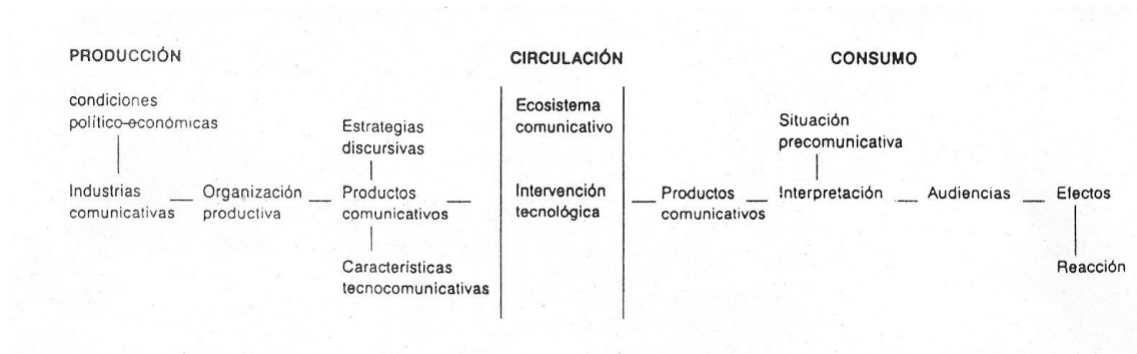 PRODUCCIÓN
CIRCULACIÓN
CONSUMO
condiciones
político-económicas
Industrias
comunicativas
Organización
productiva
Estrategias
discursivas
Productos
comunicativos
Características
tecnocomunicativas
Ecosistema
comunicativo
Intervención
tecnológica
Productos
comunicativos
Situación
precomunicativa
Interpretación
Audiencias
Efectos
Reacción